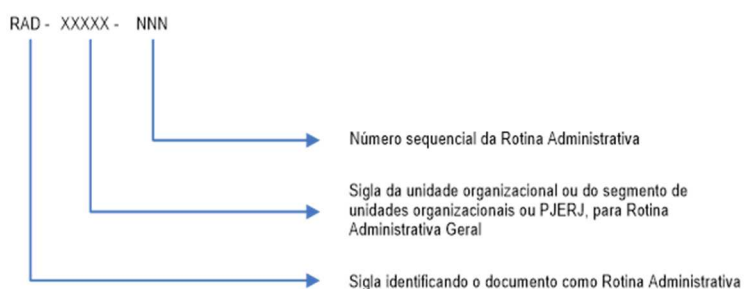 RAD - XXXXX - NNN
Número sequencial da Rotina Administrativa
Sigla da unidade organizacional ou do segmento de
unidades organizacionais ou PJERJ, para Rotina
Administrativa Geral
Sigla identificando o documento como Rotina Administrativa